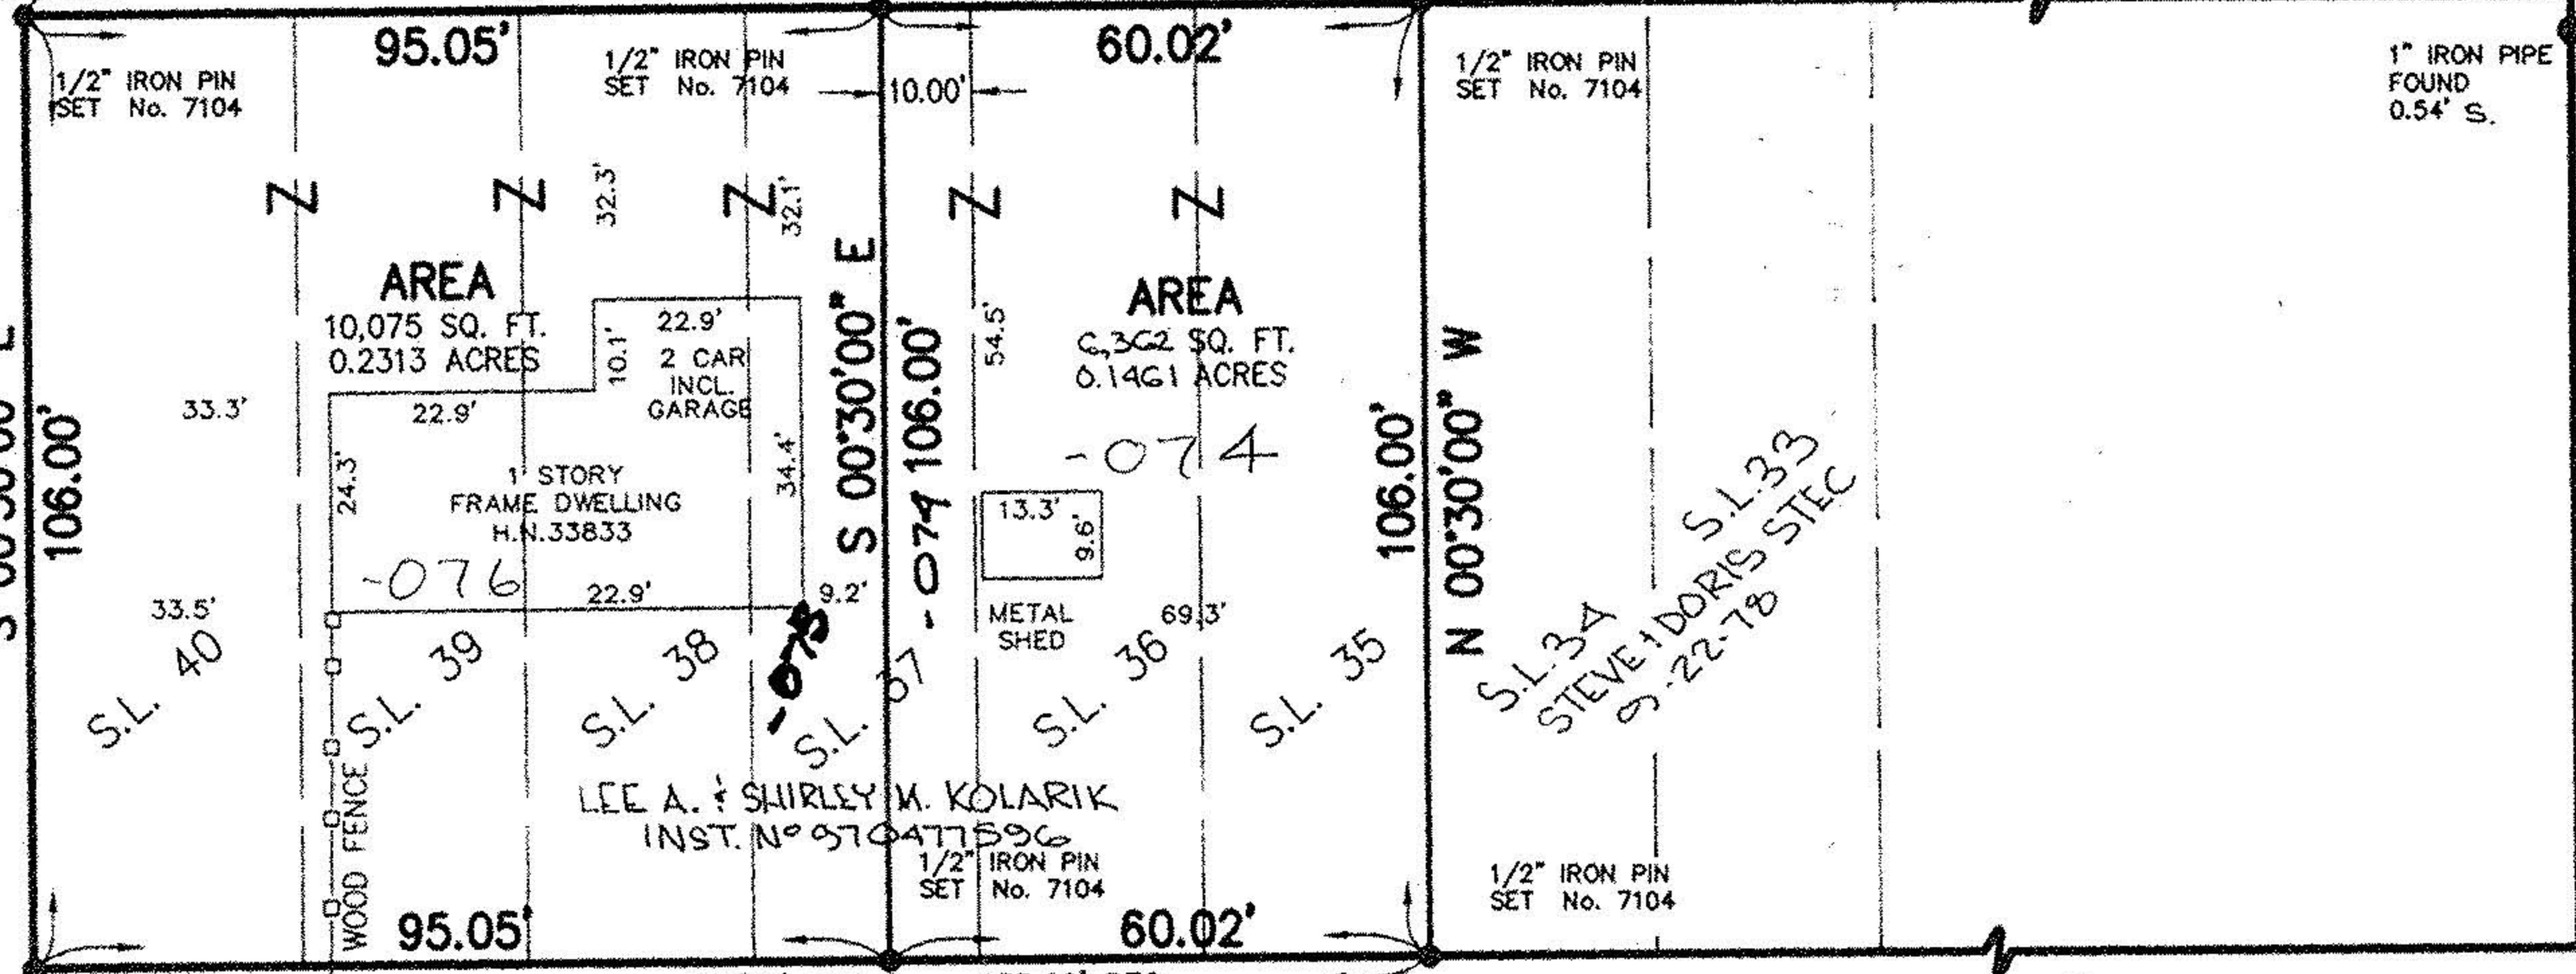 95.05'
60.02'
1/2" IRON PIN
SET No. 7104
1/2" IRON PIN
SET No. 7104
10.00'
1/2" IRON PIN
SET No. 7104
1" IRON PIPE
FOUND
0.54' S.
Z
Z
Z
Z
Z
32.3'
32.1'
AREA
10,075 SQ. FT.
0.2313 ACRES
22.9'
10.1'
2 CAR
INCL.
GARAGE
S 00°30'00" E
106.00'
54.5'
AREA
6,362 SQ. FT.
0.1461 ACRES
106.00'
N 00°30'00" W
106.00'
33.3'
22.9'
24.3'
34.4'
1 STORY
FRAME DWELLING
H.N.33833
-076
22.9'
9.2'
33.5'
-074
-074
13.3'
9.6'
METAL
SHED
69.3'
-075
S.L. 40
S.L. 39
S.L. 38
S.L. 37
S.L. 36
S.L. 35
S.L.34
S.L.33
STEVE & DORIS STEC
9-22-78
LEE A. & SHIRLEY M. KOLARIK
INST. Nº 970477596
WOOD FENCE
1/2" IRON PIN
SET No. 7104
1/2" IRON PIN
SET No. 7104
95.05'
60.02'